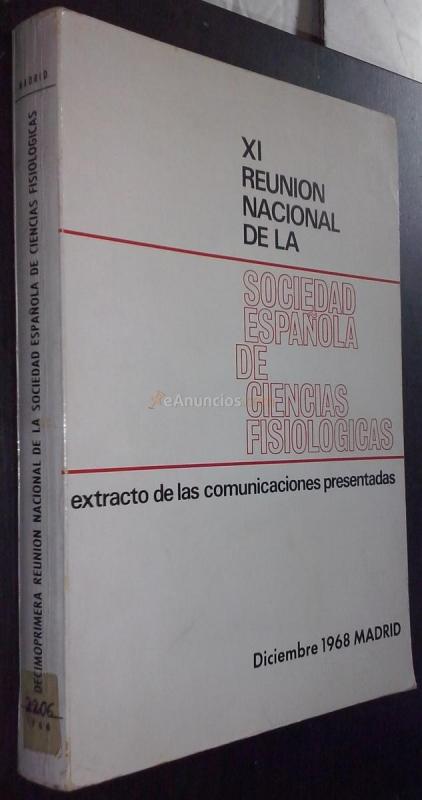 XI
REUNION
NACIONAL
DE LA
SOCIEDAD
ESPAÑOLA
DE
CIENCIAS
FISIOLOGICAS
extracto de las comunicaciones presentadas
Diciembre 1968 MADRID
MADRID
DECIMOPRIMERA REUNION NACIONAL DE LA SOCIEDAD ESPAÑOLA DE CIENCIAS FISIOLOGICAS
2206
eAnuncios